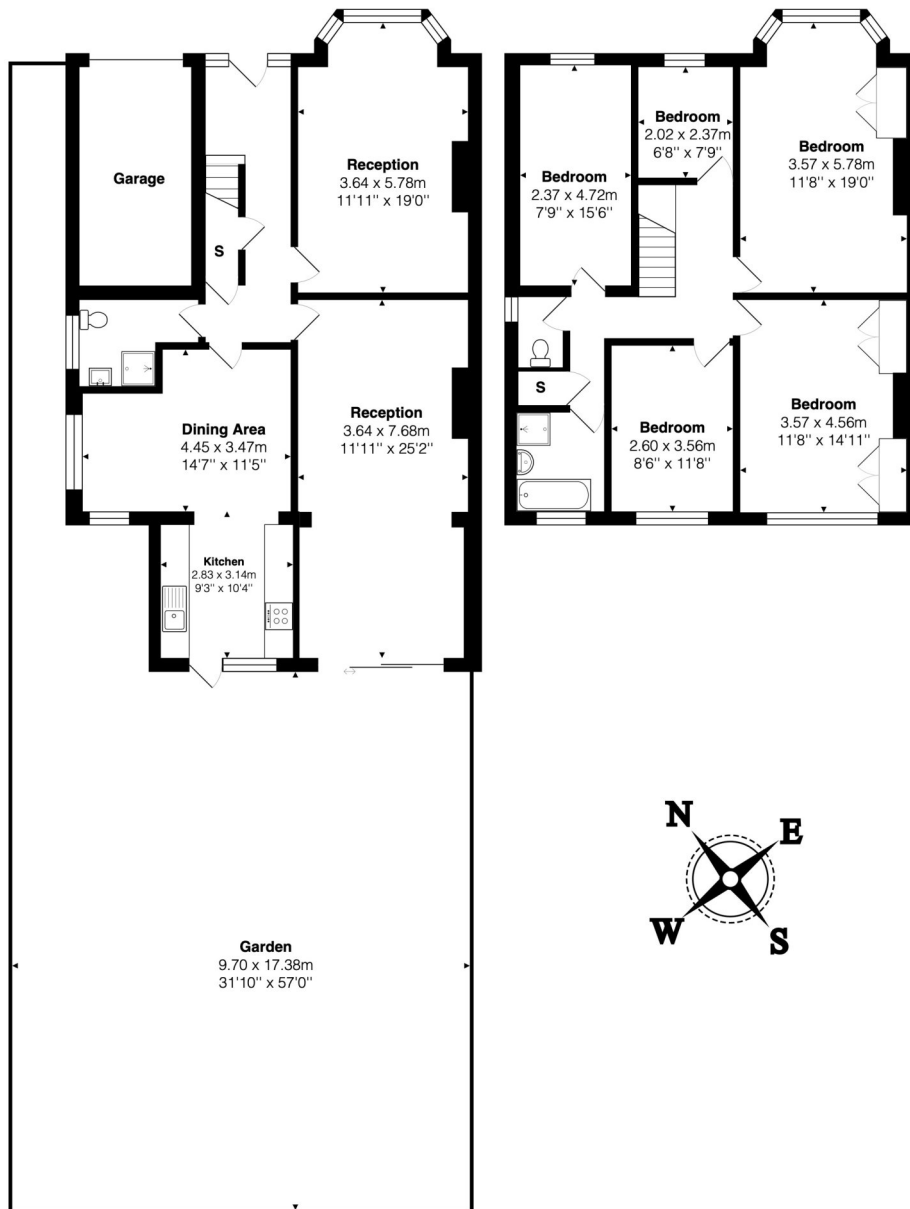 Garage
Reception
3.64 x 5.78m
11'11" x 19'0"
S
Dining Area
4.45 x 3.47m
14'7" x 11'5"
Reception
3.64 x 7.68m
11'11" x 25'2"
Kitchen
2.83 x 3.14m
9'3" x 10'4"
Garden
9.70 x 17.38m
31'10" x 57'0"
Bedroom
2.37 x 4.72m
7'9" x 15'6"
Bedroom
2.02 x 2.37m
6'8" x 7'9"
Bedroom
3.57 x 5.78m
11'8" x 19'0"
S
Bedroom
2.60 x 3.56m
8'6" x 11'8"
Bedroom
3.57 x 4.56m
11'8" x 14'11"
N
E
W
S